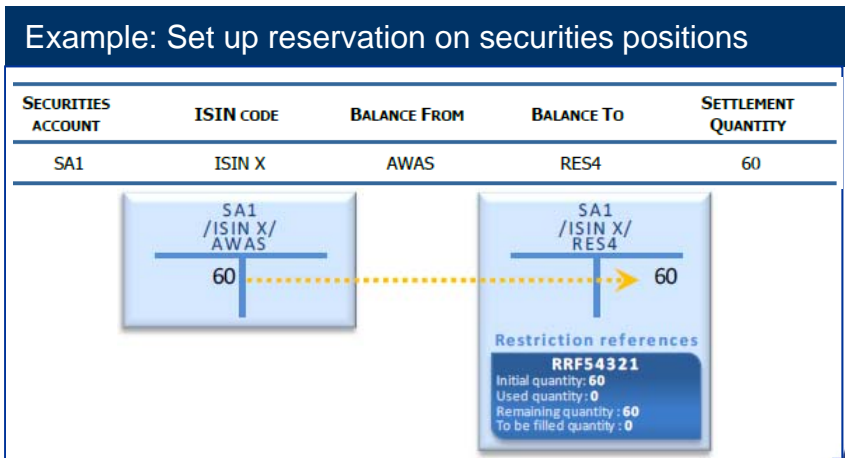 Example: Set up reservation on securities positions
SECURITIES ACCOUNT ISIN CODE BALANCE FROM BALANCE TO SETTLEMENT QUANTITY
SA1 ISIN X AWAS RES4 60
SA1
/ISIN X/
AWAS
60
SA1
/ISIN X/
RES4
60
Restriction references
RRF54321
Initial quantity: 60
Used quantity: 0
Remaining quantity : 60
To be filled quantity : 0